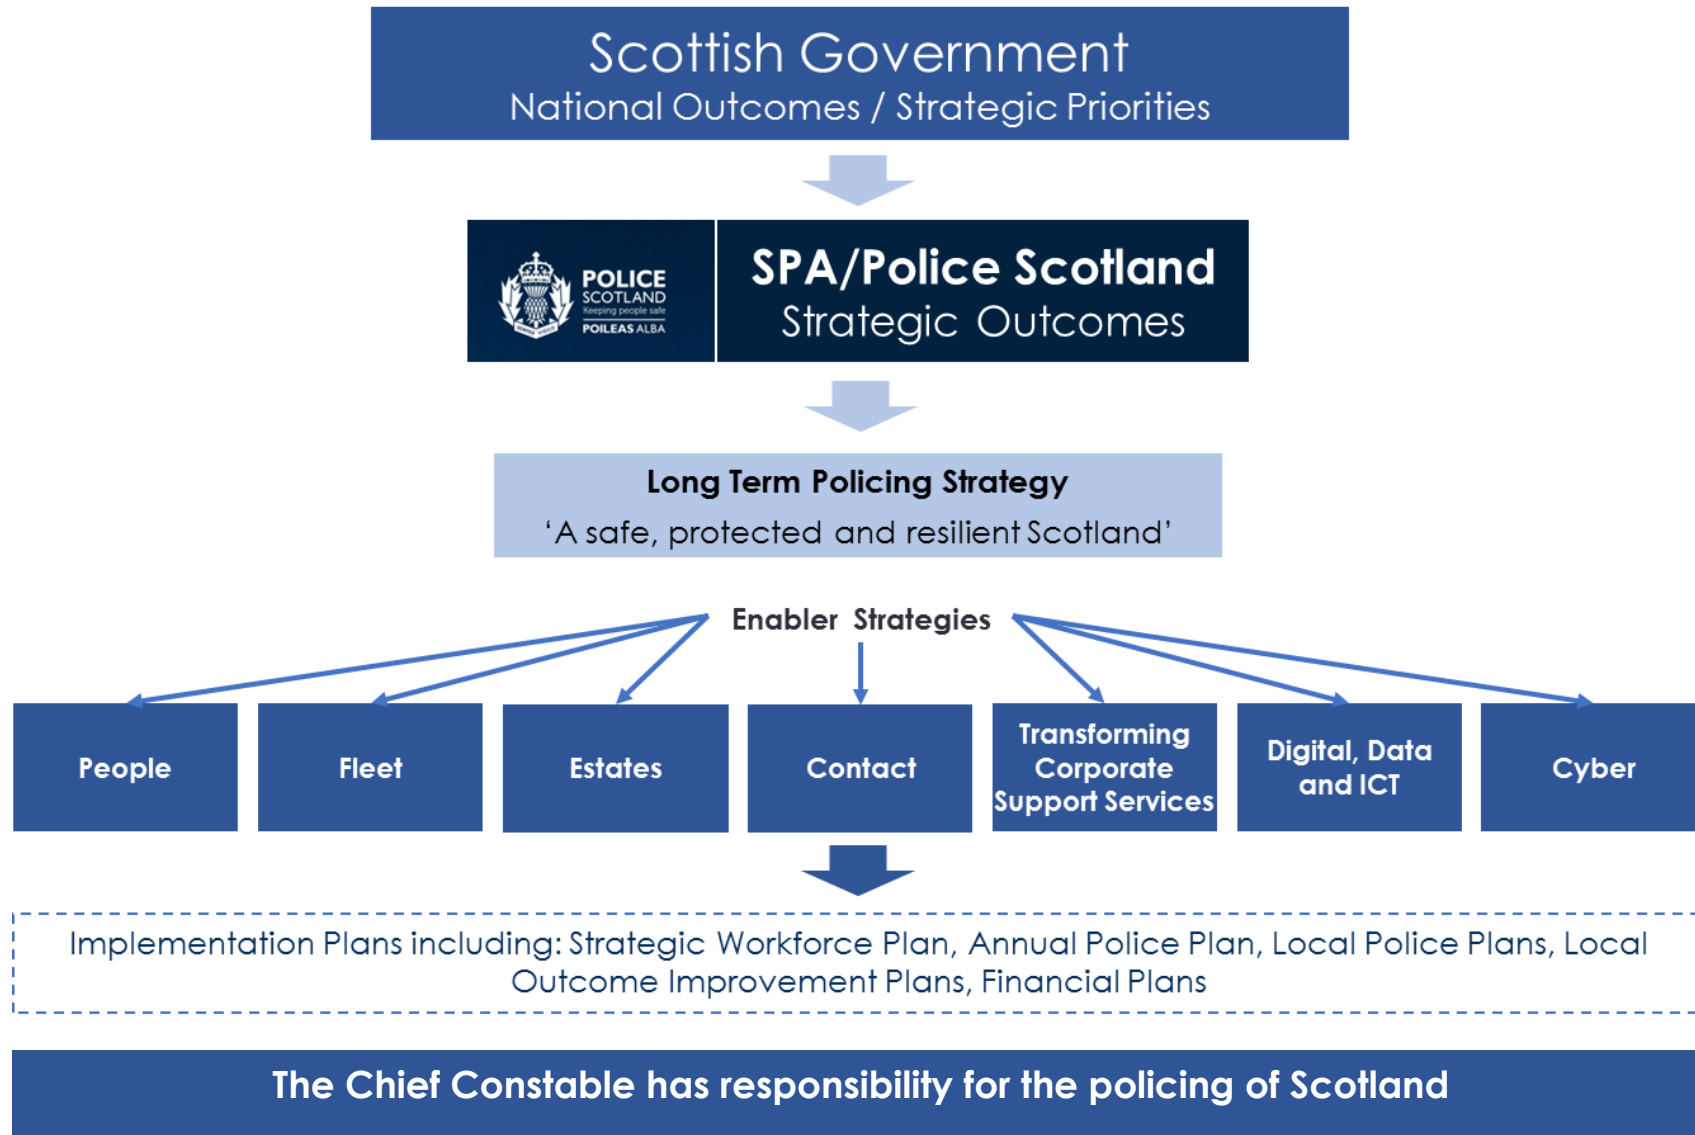 Scottish Government
National Outcomes / Strategic Priorities
POLICE
SCOTLAND
Keeping people safe
POILEAS ALBA
SPA/Police Scotland
Strategic Outcomes
Long Term Policing Strategy
‘A safe, protected and resilient Scotland’
Enabler Strategies
People
Fleet
Estates
Contact
Transforming
Corporate
Support Services
Digital, Data
and ICT
Cyber
Implementation Plans including: Strategic Workforce Plan, Annual Police Plan, Local Police Plans, Local
Outcome Improvement Plans, Financial Plans
The Chief Constable has responsibility for the policing of Scotland